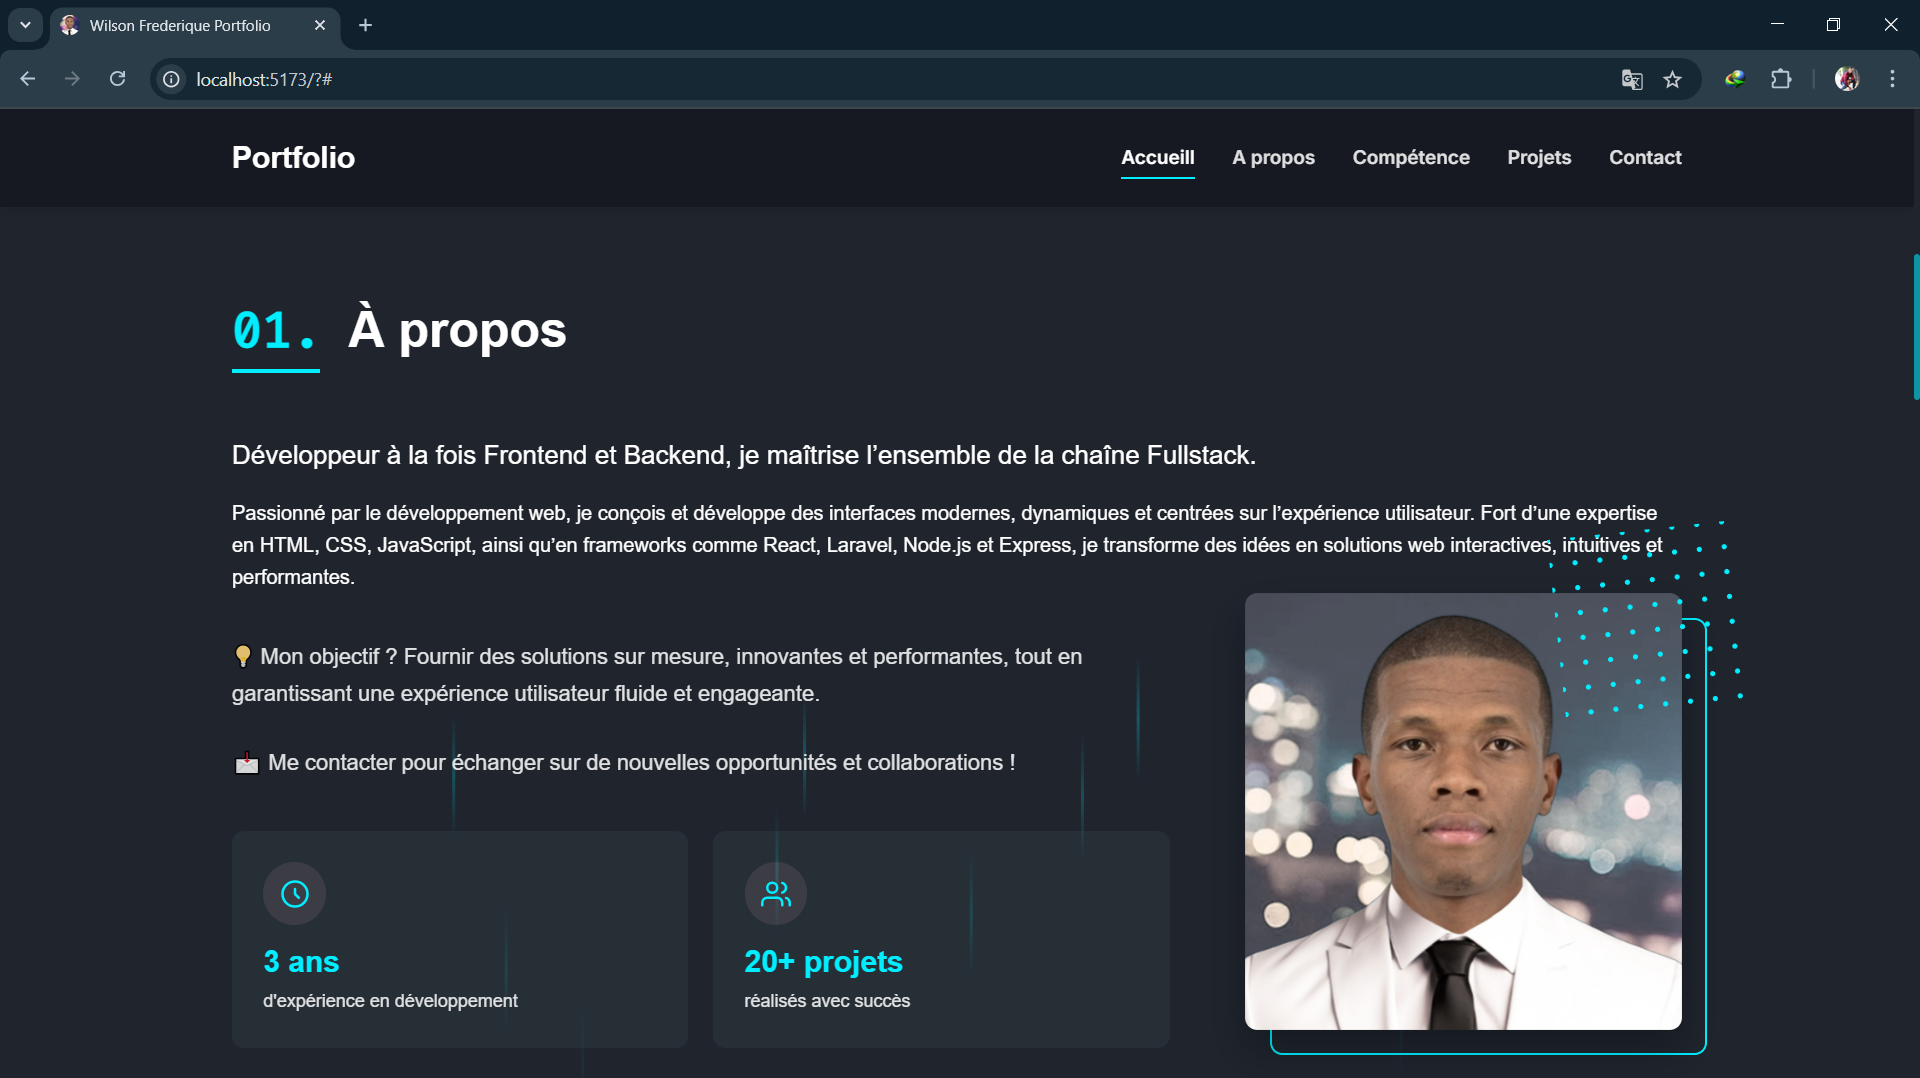 Wilson Frederique Portfolio
localhost:5173/?#
Portfolio
Accueill A propos Compétence Projets Contact
01. À propos
Développeur à la fois Frontend et Backend, je maîtrise l’ensemble de la chaîne Fullstack.
Passionné par le développement web, je conçois et développe des interfaces modernes, dynamiques et centrées sur l’expérience utilisateur. Fort d’une expertise
en HTML, CSS, JavaScript, ainsi qu’en frameworks comme React, Laravel, Node.js et Express, je transforme des idées en solutions web interactives, intuitives et
performantes.
💡 Mon objectif ? Fournir des solutions sur mesure, innovantes et performantes, tout en
garantissant une expérience utilisateur fluide et engageante.
📩 Me contacter pour échanger sur de nouvelles opportunités et collaborations !
3 ans
d'expérience en développement
20+ projets
réalisés avec succès